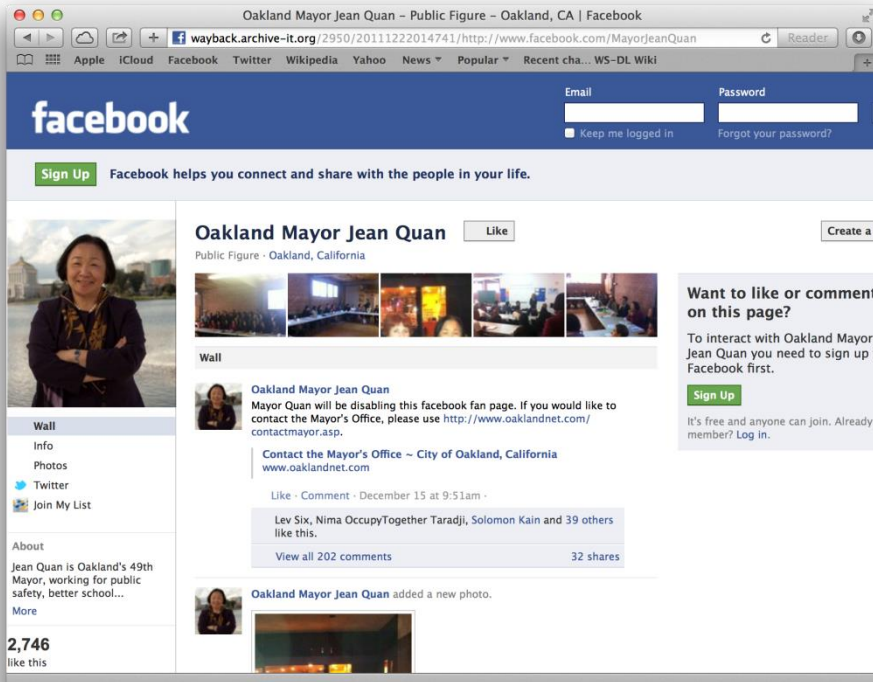 Oakland Mayor Jean Quan – Public Figure – Oakland, CA | Facebook
wayback.archive-it.org/2950/20111222014741/http://www.facebook.com/MayorJeanQuan
Reader
Apple iCloud Facebook Twitter Wikipedia Yahoo News Popular Recent cha... WS-DL Wiki
facebook
Email Password
Keep me logged in Forgot your password?
Sign Up Facebook helps you connect and share with the people in your life.
Oakland Mayor Jean Quan Like
Create a
Public Figure · Oakland, California
Want to like or comment
on this page?
To interact with Oakland Mayor
Jean Quan you need to sign up
Facebook first.
Sign Up
It's free and anyone can join. Already
member? Log in.
Wall
Oakland Mayor Jean Quan
Mayor Quan will be disabling this facebook fan page. If you would like to
contact the Mayor's Office, please use http://www.oaklandnet.com/
contactmayor.asp.
Contact the Mayor's Office ~ City of Oakland, California
www.oaklandnet.com
Like · Comment · December 15 at 9:51am ·
Lev Six, Nima OccupyTogether Taradji, Solomon Kain and 39 others
like this.
View all 202 comments 32 shares
Oakland Mayor Jean Quan added a new photo.
Wall
Info
Photos
Twitter
Join My List
About
Jean Quan is Oakland's 49th
Mayor, working for public
safety, better school...
More
2,746
like this